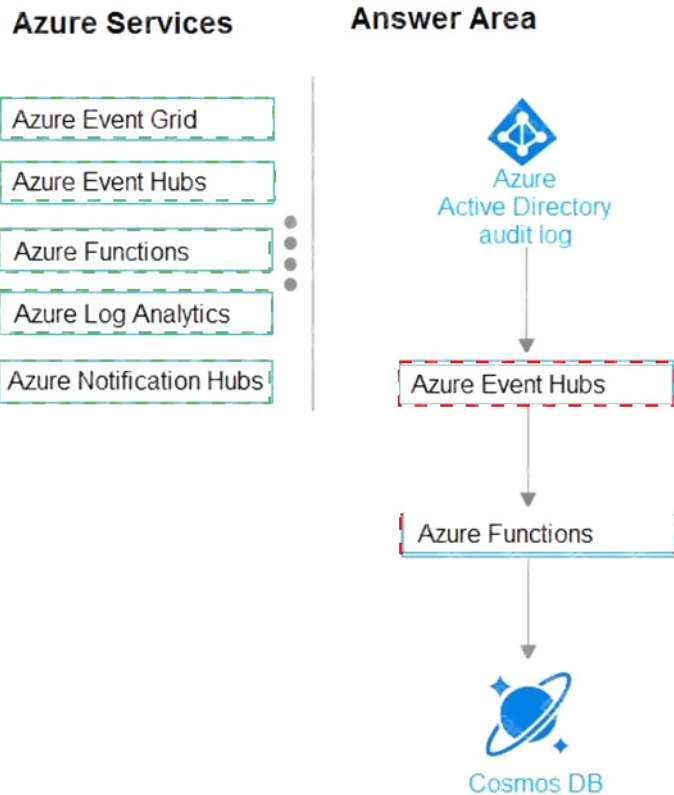 Azure Services
Answer Area
Azure Event Grid
Azure Event Hubs
Azure Functions
Azure Log Analytics
Azure Notification Hubs
Azure
Active Directory
audit log
Azure Event Hubs
Azure Functions
Cosmos DB